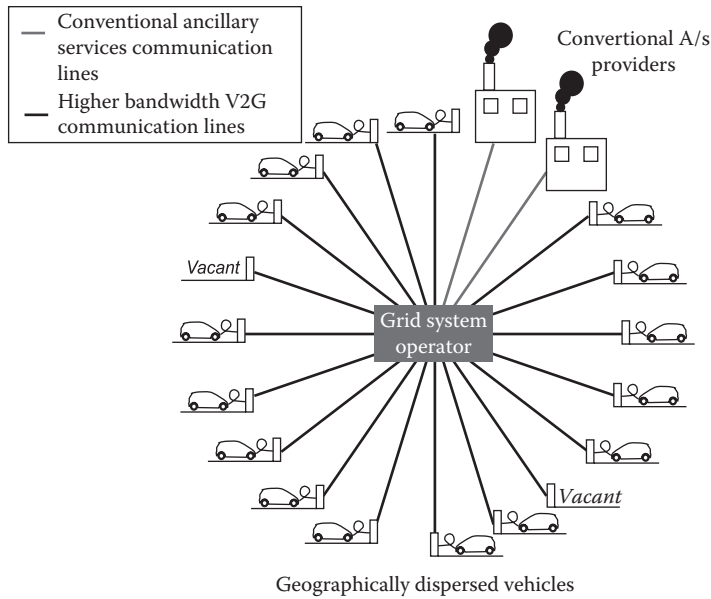 Conventional ancillary
services communication
lines
Higher bandwidth V2G
communication lines
Convertional A/s
providers
Vacant
Grid system
operator
Vacant
Geographically dispersed vehicles